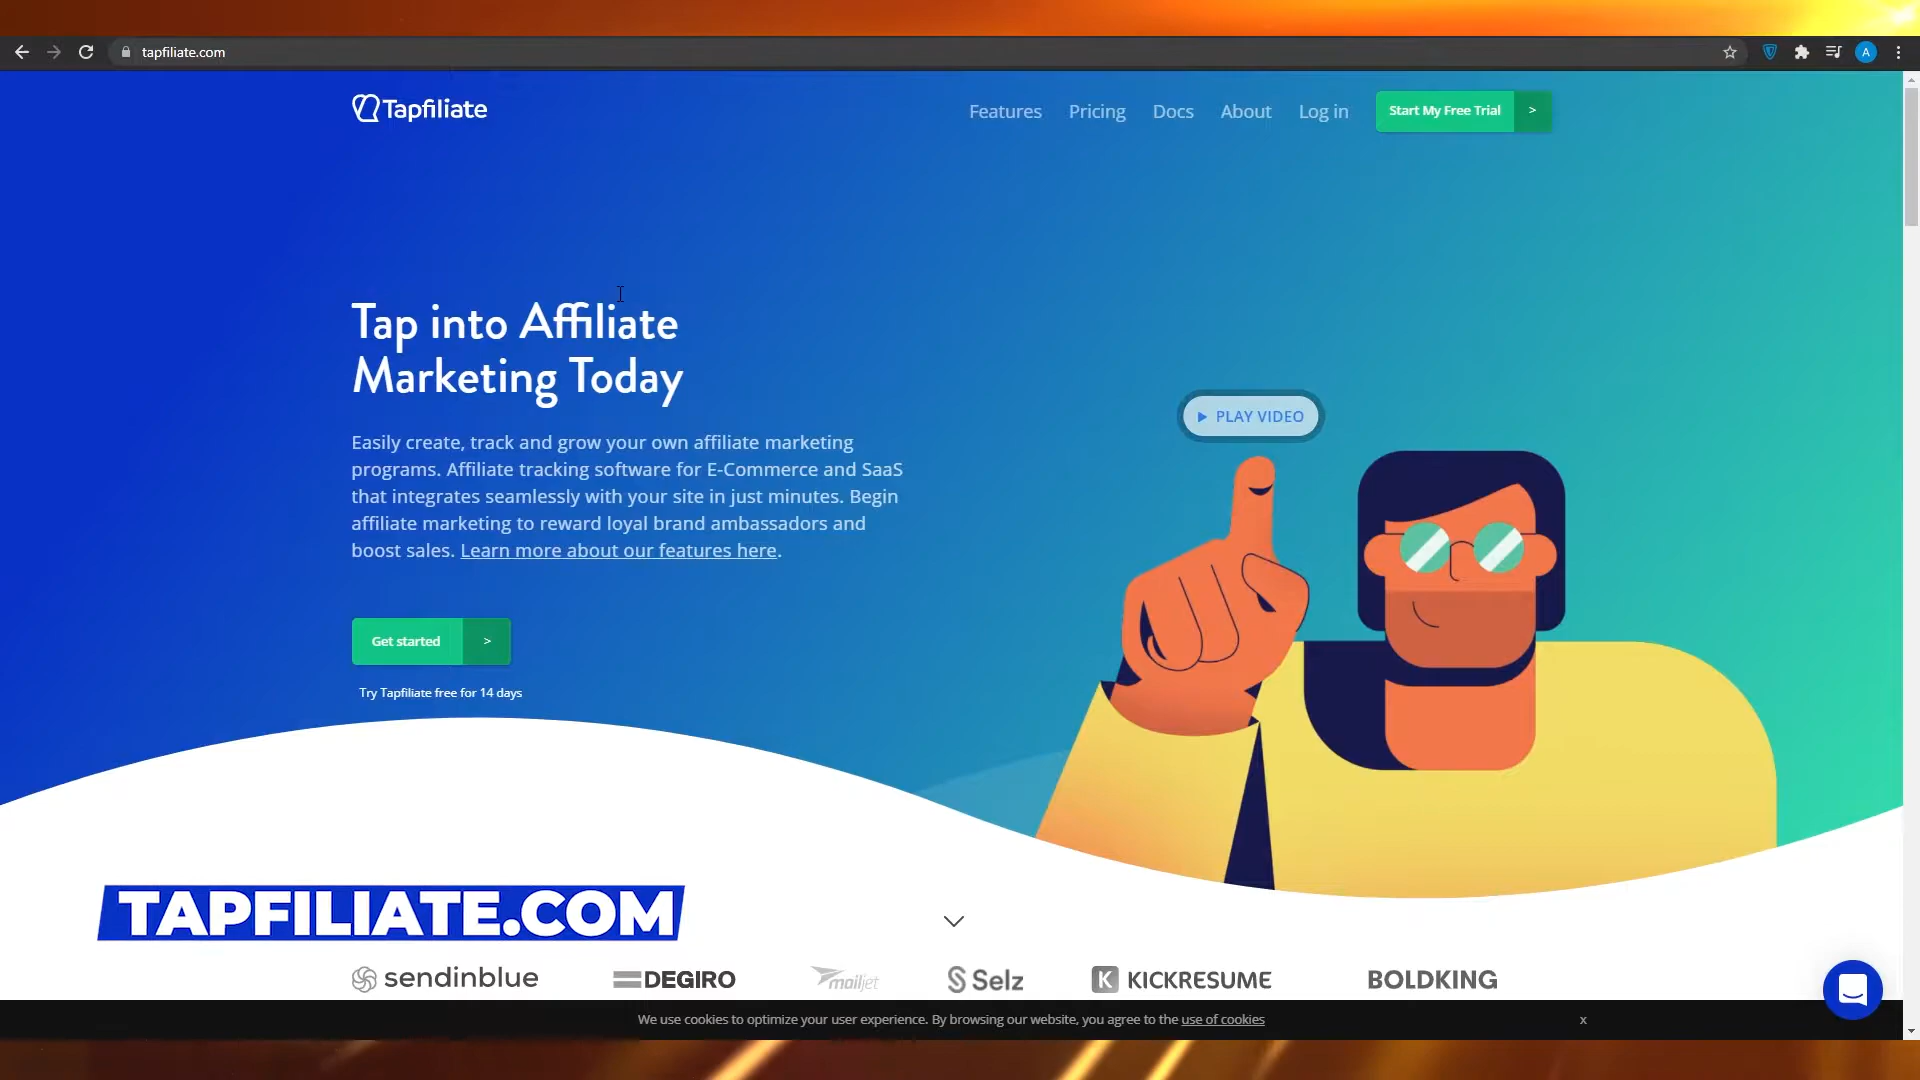 tapfiliate.com
A
Tapfiliate
Features Pricing Docs About Log in Start My Free Trial >
Tap into Affiliate
Marketing Today
PLAY VIDEO
Easily create, track and grow your own affiliate marketing
programs. Affiliate tracking software for E-Commerce and SaaS
that integrates seamlessly with your site in just minutes. Begin
affiliate marketing to reward loyal brand ambassadors and
boost sales. Learn more about our features here.
Get started >
Try Tapfiliate free for 14 days
TAPFILIATE.COM
sendinblue DEGIRO mailjet Selz K KICKRESUME BOLDKING
We use cookies to optimize your user experience. By browsing our website, you agree to the use of cookies x